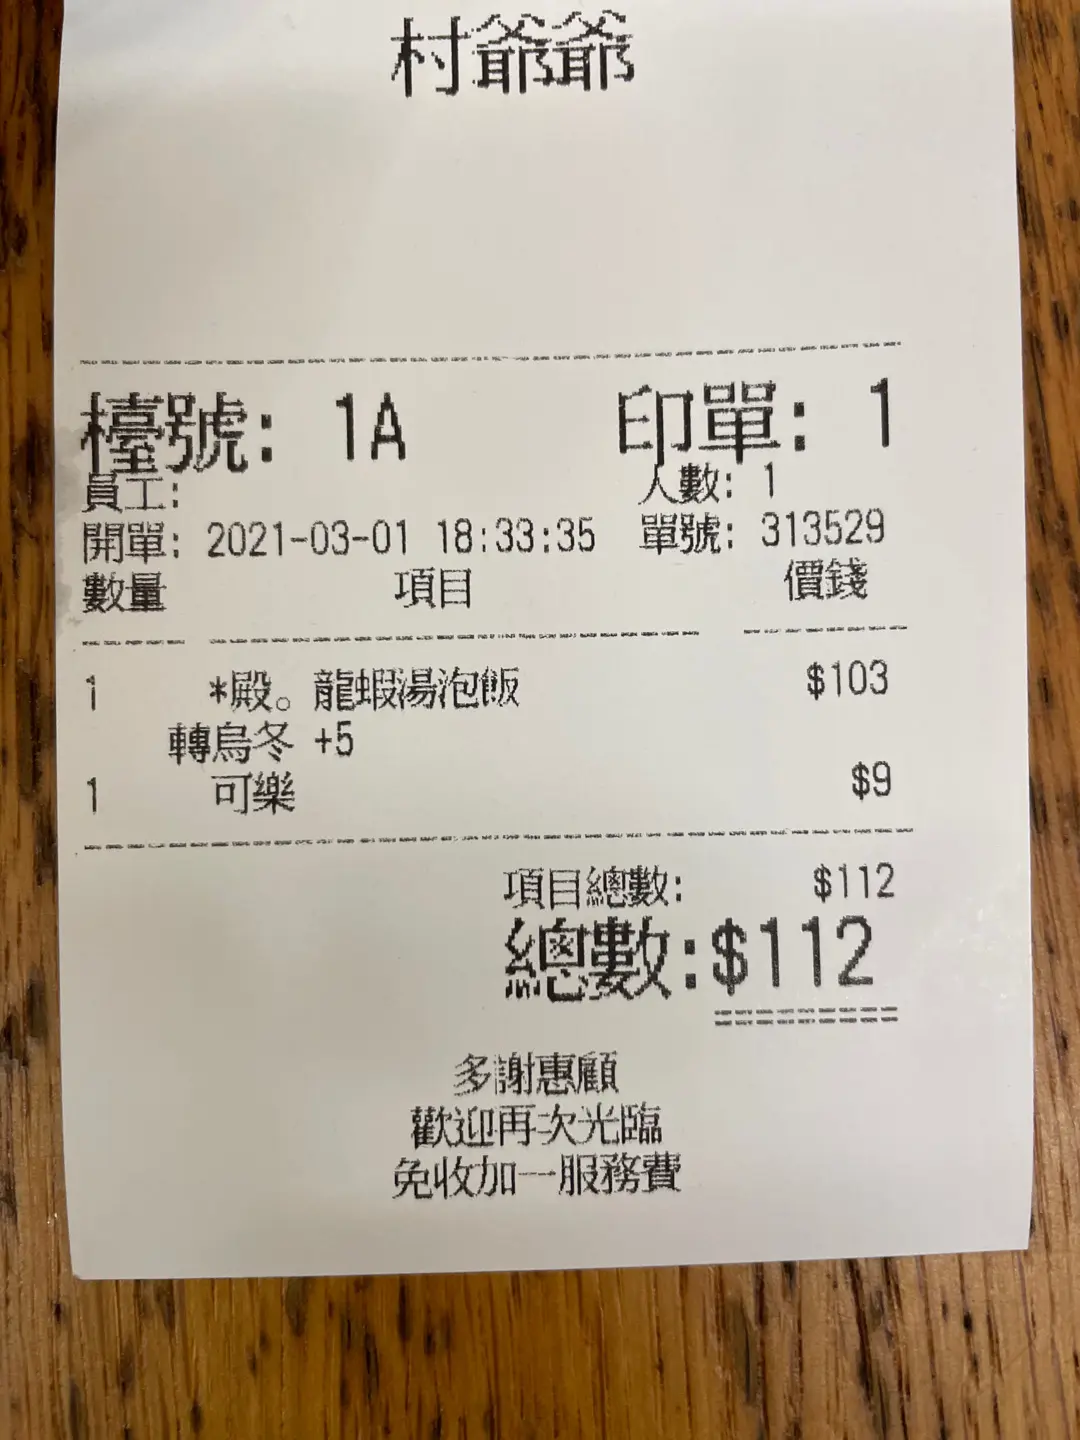 村爺爺
檯號: 1A 印單: 1
員工: 人數: 1
開單: 2021-03-01 18:33:35 單號: 313529
數量 項目 價錢
1 *殿。龍蝦湯泡飯 $103
轉烏冬 +5
1 可樂 $9
項目總數: $112
總數:$112
多謝惠顧
歡迎再次光臨
免收加一服務費